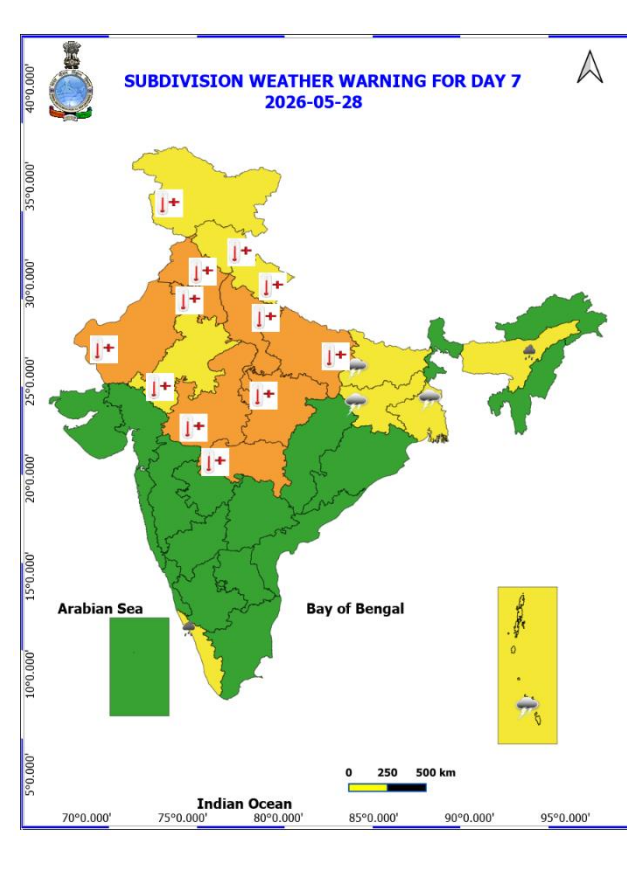 SUBDIVISION WEATHER WARNING FOR DAY 7
2026-05-28
40°0.000'
35°0.000'
30°0.000'
25°0.000'
20°0.000'
15°0.000'
10°0.000'
5°0.000'
Arabian Sea
Bay of Bengal
0 250 500 km
Indian Ocean
70°0.000' 75°0.000' 80°0.000' 85°0.000' 90°0.000' 95°0.000'